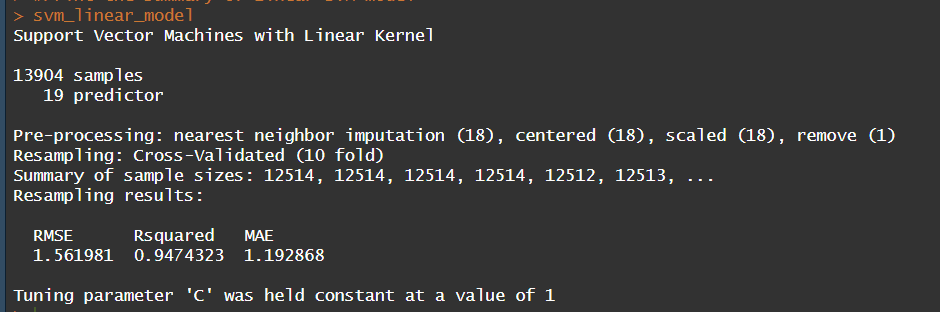 > svm_linear_model
Support Vector Machines with Linear Kernel
13904 samples
19 predictor
Pre-processing: nearest neighbor imputation (18), centered (18), scaled (18), remove (1)
Resampling: Cross-Validated (10 fold)
Summary of sample sizes: 12514, 12514, 12514, 12514, 12512, 12513, ...
Resampling results:
RMSE Rsquared MAE
1.561981 0.9474323 1.192868
Tuning parameter 'C' was held constant at a value of 1